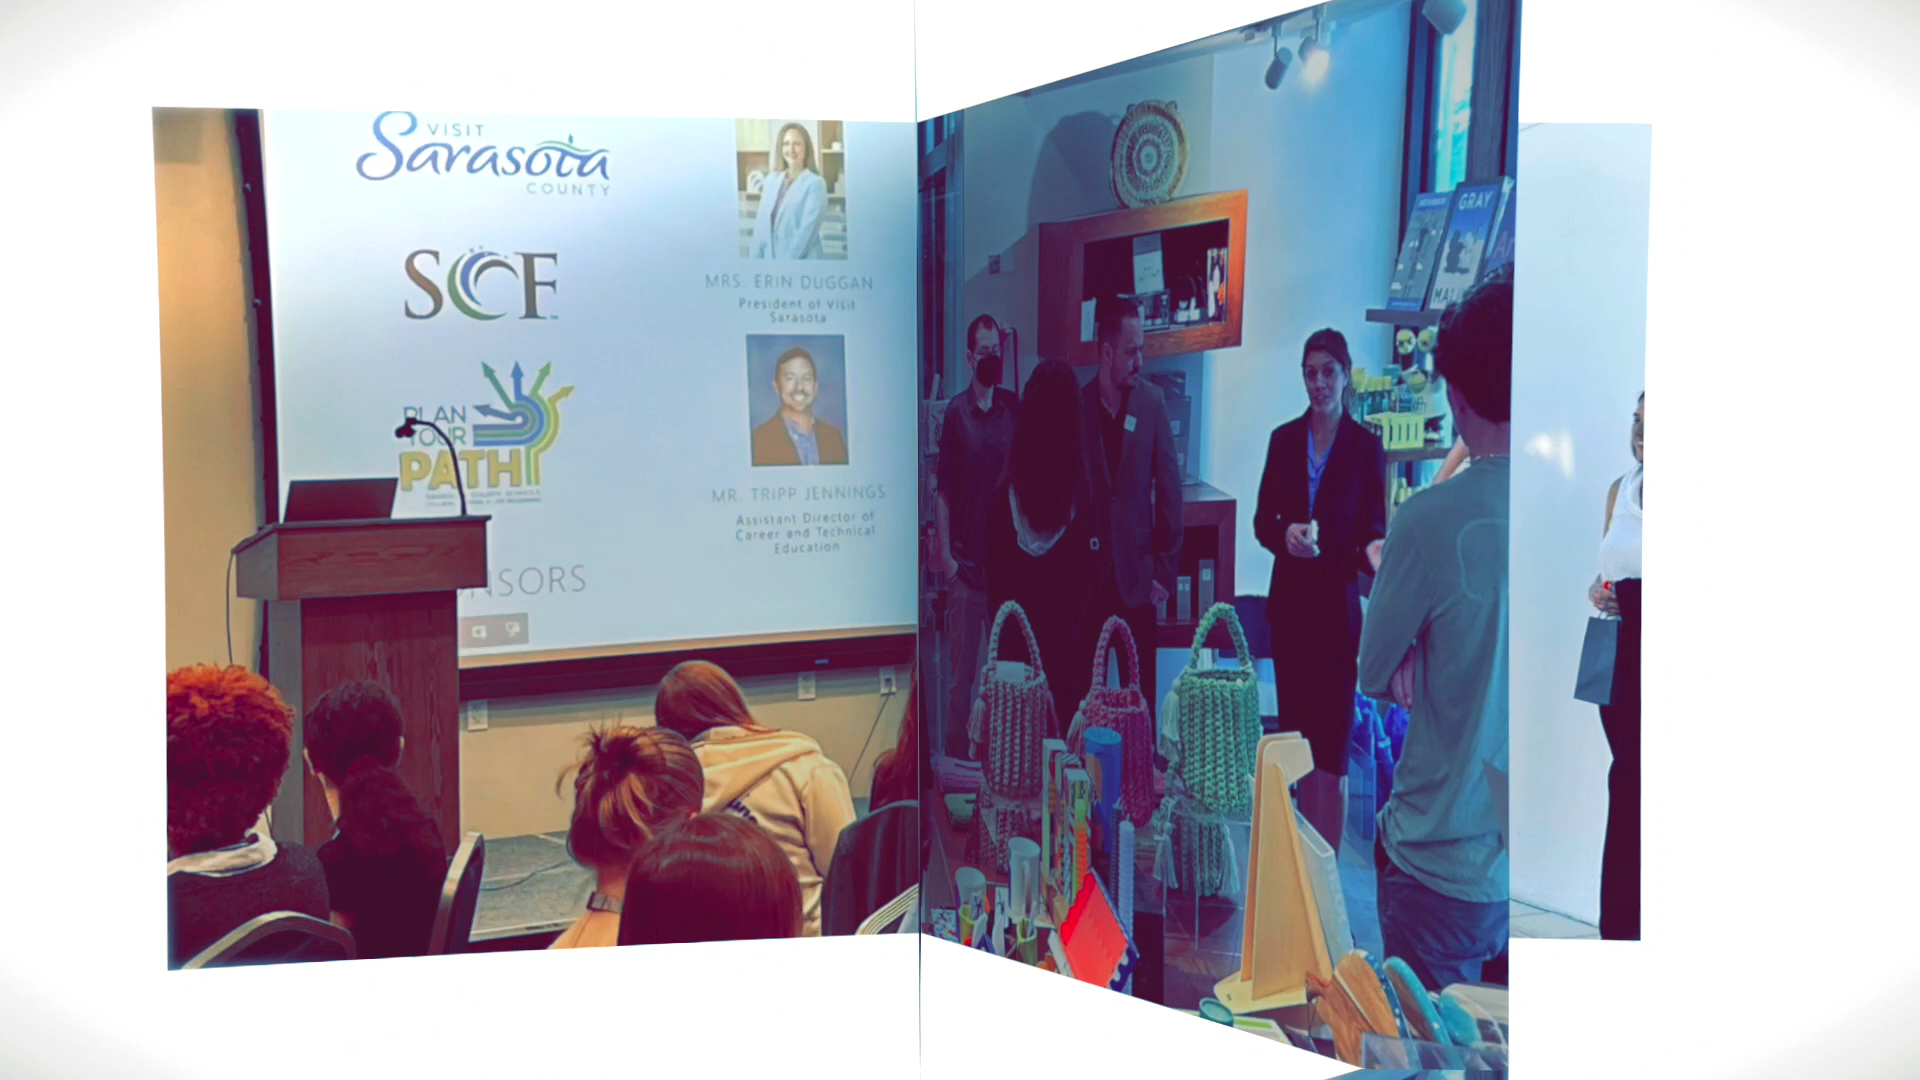 VISIT
Sarasota
COUNTY
SCF
PLAN
YOUR
PATH
MRS. ERIN DUGGAN
President of Visit
Sarasota
MR. TRIPP JENNINGS
Assistant Director of
Career and Technical
Education
NSORS
GRAY